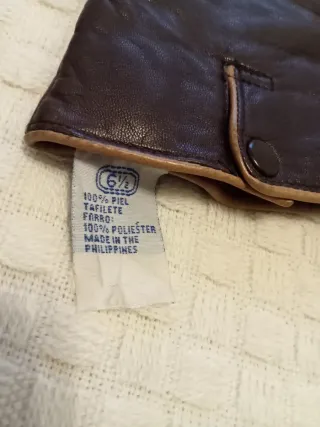 6½
100% PIEL
TAFILETE
FORRO:
100% POLIESTER
MADE IN THE
PHILIPPINES